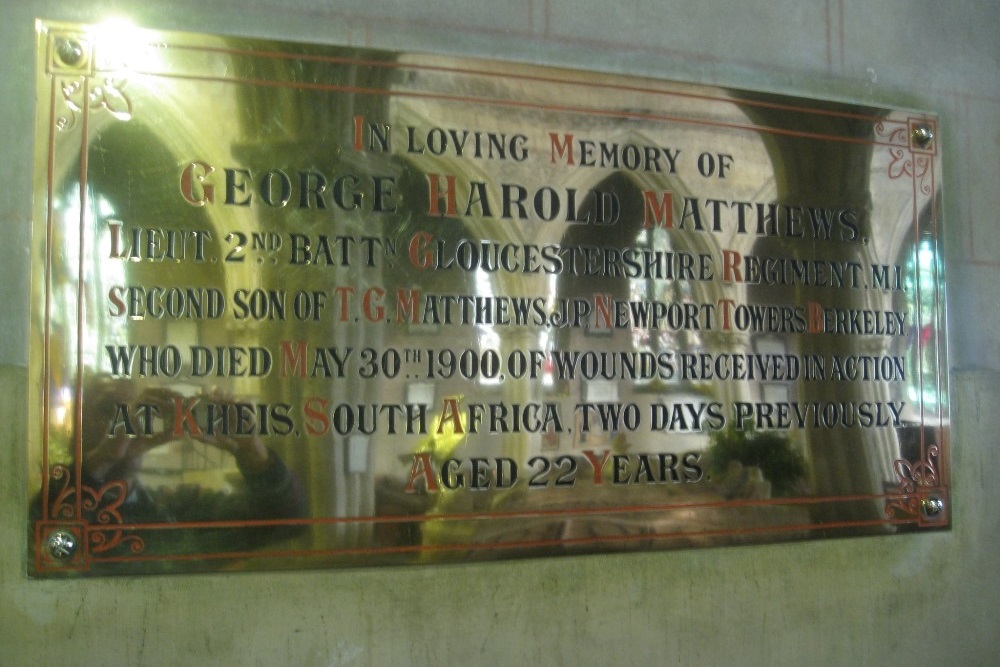 IN LOVING MEMORY OF
GEORGE HAROLD MATTHEWS,
LIEUT. 2ND BATTN GLOUCESTERSHIRE REGIMENT, M.I.
SECOND SON OF T.G. MATTHEWS, J.P. NEWPORT TOWERS BERKELEY
WHO DIED MAY 30TH 1900, OF WOUNDS RECEIVED IN ACTION
AT KHEIS, SOUTH AFRICA, TWO DAYS PREVIOUSLY,
AGED 22 YEARS.